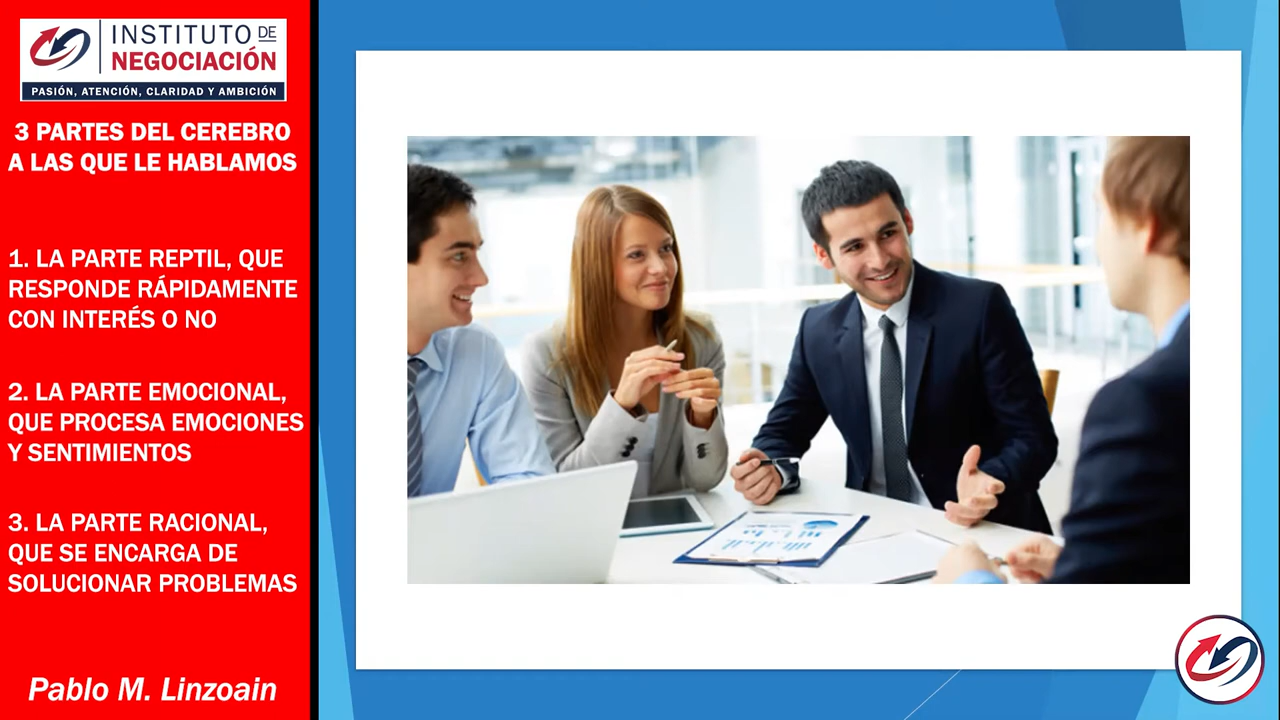 INSTITUTO DE
NEGOCIACIÓN
PASIÓN, ATENCIÓN, CLARIDAD Y AMBICIÓN
3 PARTES DEL CEREBRO
A LAS QUE LE HABLAMOS
1. LA PARTE REPTIL, QUE
RESPONDE RÁPIDAMENTE
CON INTERÉS O NO
2. LA PARTE EMOCIONAL,
QUE PROCESA EMOCIONES
Y SENTIMIENTOS
3. LA PARTE RACIONAL,
QUE SE ENCARGA DE
SOLUCIONAR PROBLEMAS
Pablo M. Linzoain